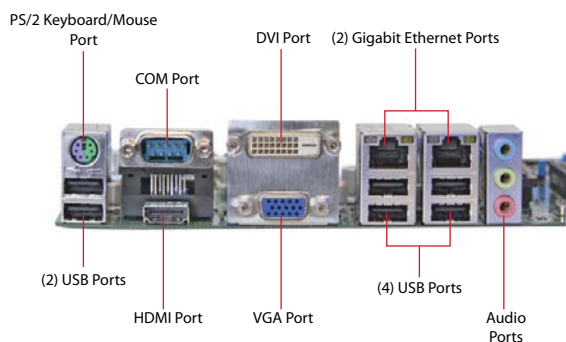 PS/2 Keyboard/Mouse
Port
DVI Port
(2) Gigabit Ethernet Ports
COM Port
(2) USB Ports
(4) USB Ports
HDMI Port
VGA Port
Audio
Ports